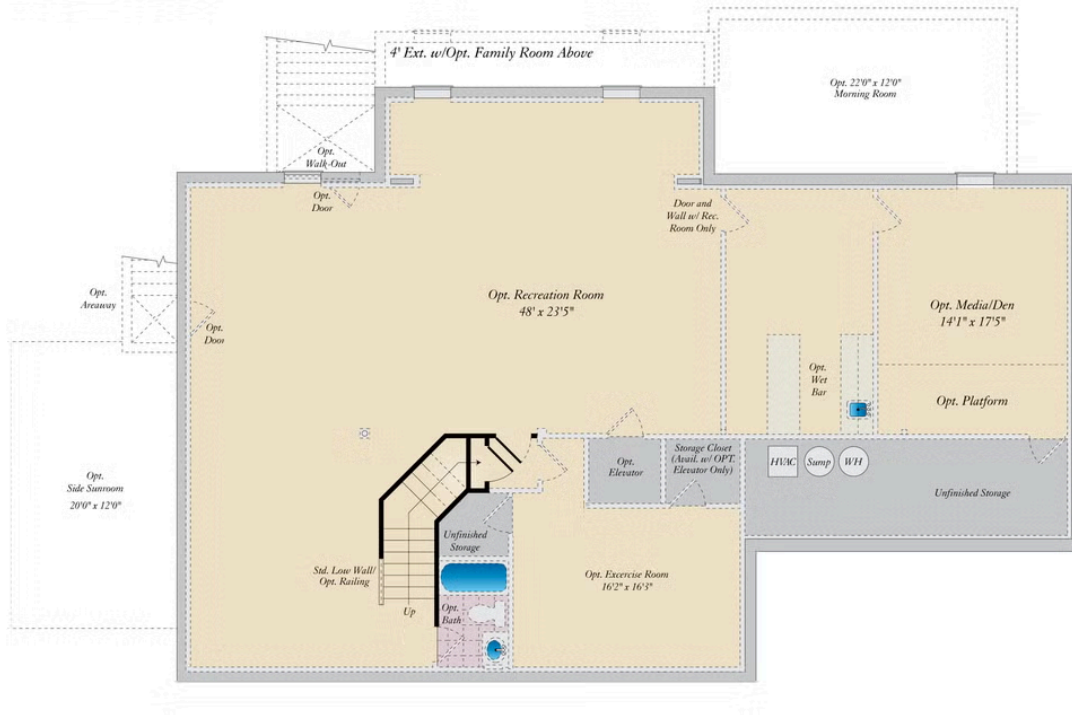 4' Ext. w/Opt. Family Room Above
Opt. 22'0" x 12'0"
Morning Room
Opt.
Walk-Out
Opt.
Door
Door and
Wall w/ Rec.
Room Only
Opt.
Areaway
Opt.
Door
Opt. Recreation Room
48' x 23'5"
Opt. Media/Den
14'1" x 17'5"
Opt.
Wet
Bar
Opt. Platform
Opt.
Side Sunroom
20'0" x 12'0"
Opt.
Elevator
Storage Closet
(Avail. w/ OPT.
Elevator Only)
HVAC
Sump
WH
Unfinished Storage
Unfinished
Storage
Std. Low Wall/
Opt. Railing
Up
Opt.
Bath
Opt. Excercise Room
16'2" x 16'3"